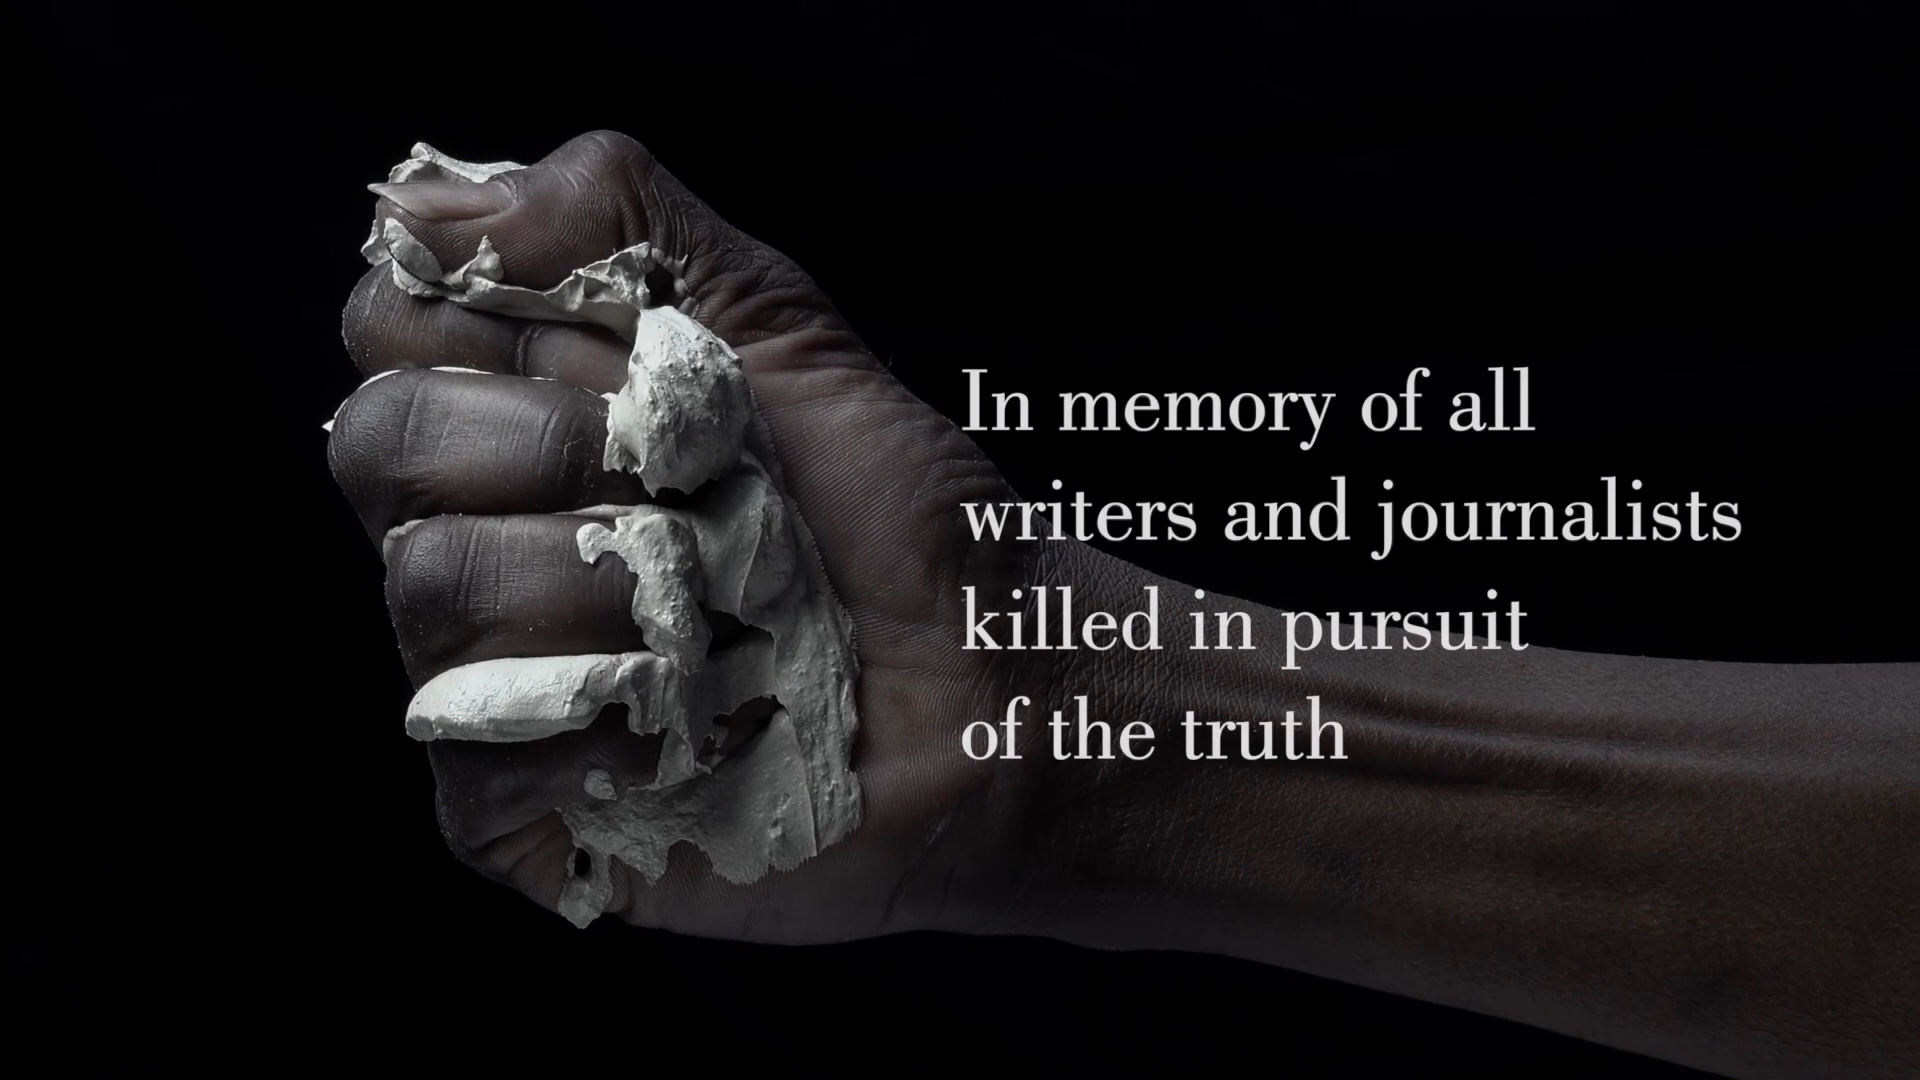 In memory of all
writers and journalists
killed in pursuit
of the truth